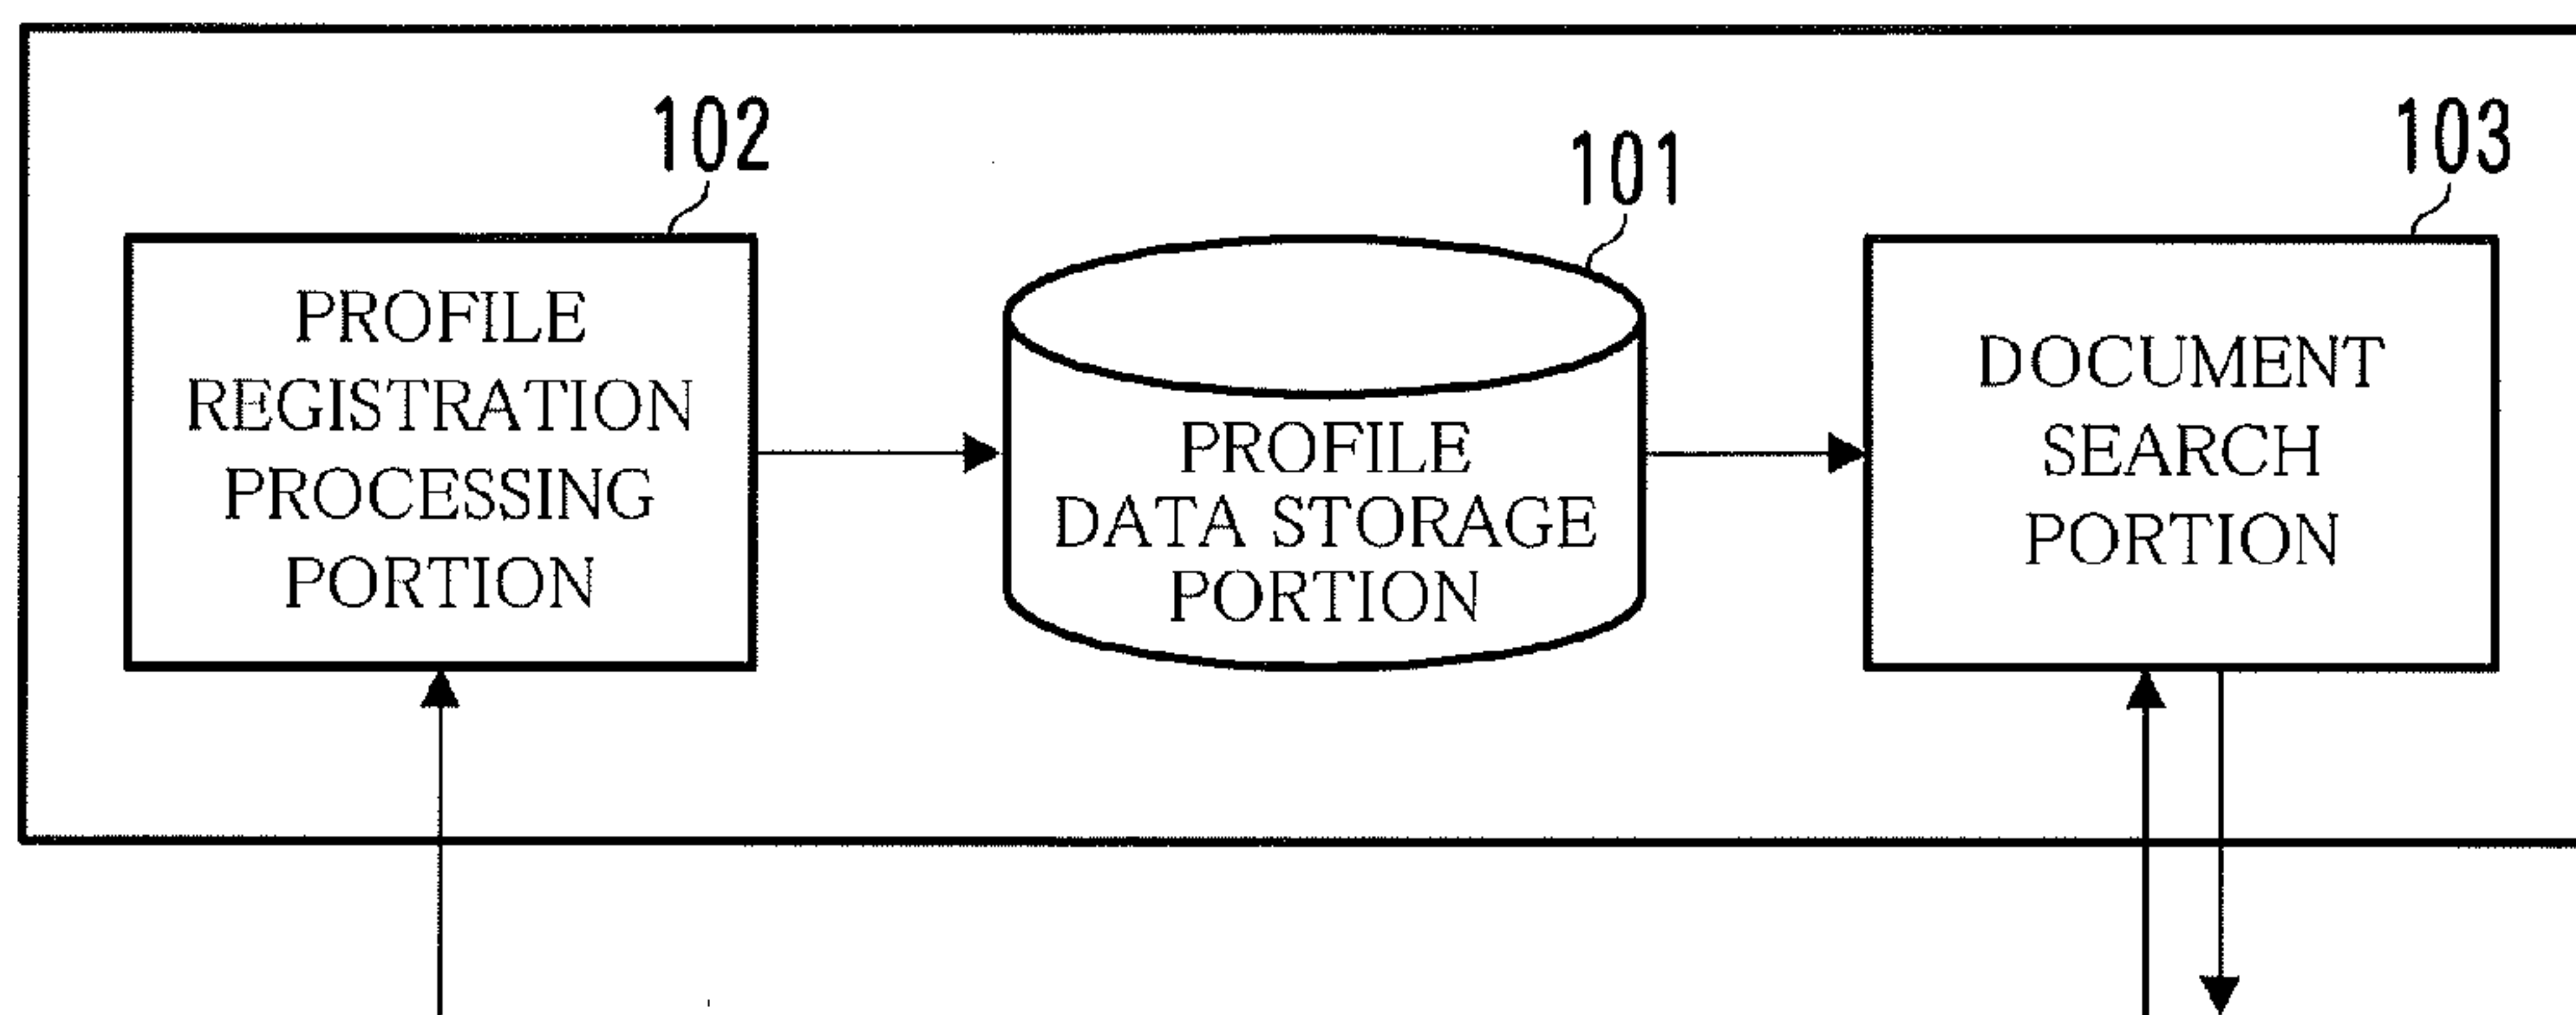 102
PROFILE
REGISTRATION
PROCESSING
PORTION
101
PROFILE
DATA STORAGE
PORTION
103
DOCUMENT
SEARCH
PORTION